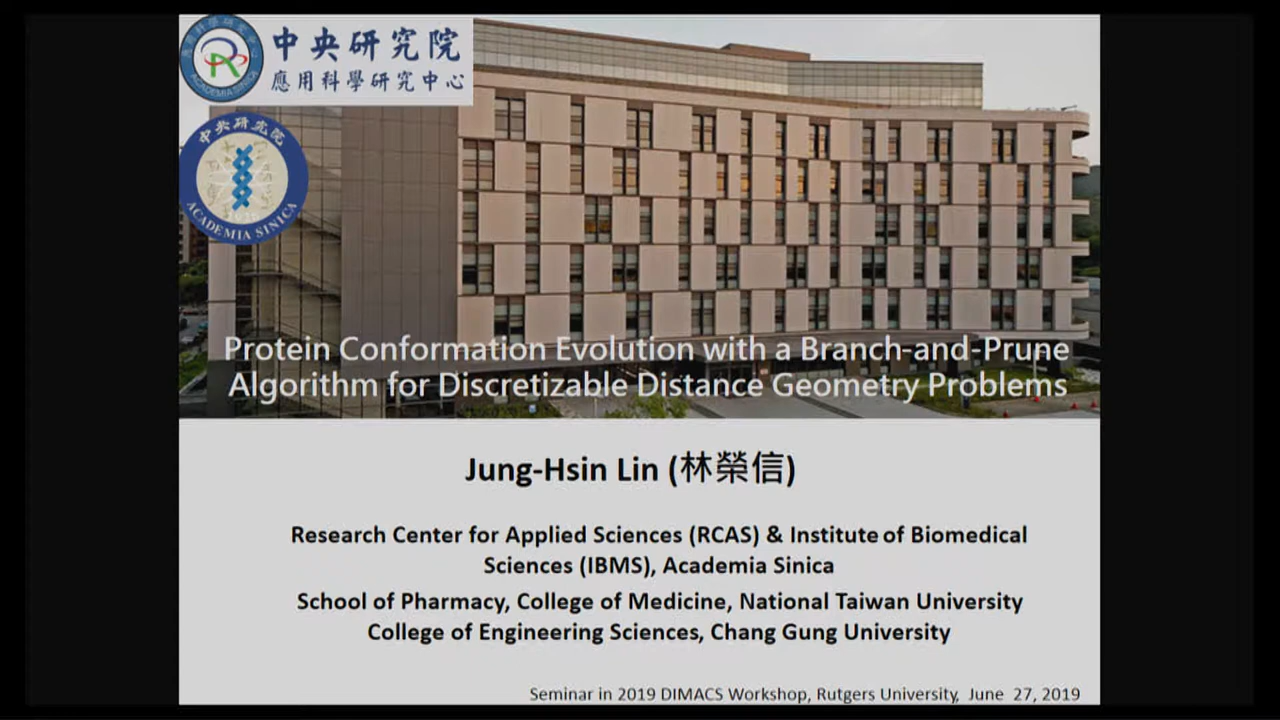 中央研究院
應用科學研究中心
中央研究院
ACADEMIA SINICA
Protein Conformation Evolution with a Branch-and-Prune
Algorithm for Discretizable Distance Geometry Problems
Jung-Hsin Lin (林榮信)
Research Center for Applied Sciences (RCAS) & Institute of Biomedical
Sciences (IBMS), Academia Sinica
School of Pharmacy, College of Medicine, National Taiwan University
College of Engineering Sciences, Chang Gung University
Seminar in 2019 DIMACS Workshop, Rutgers University, June 27, 2019